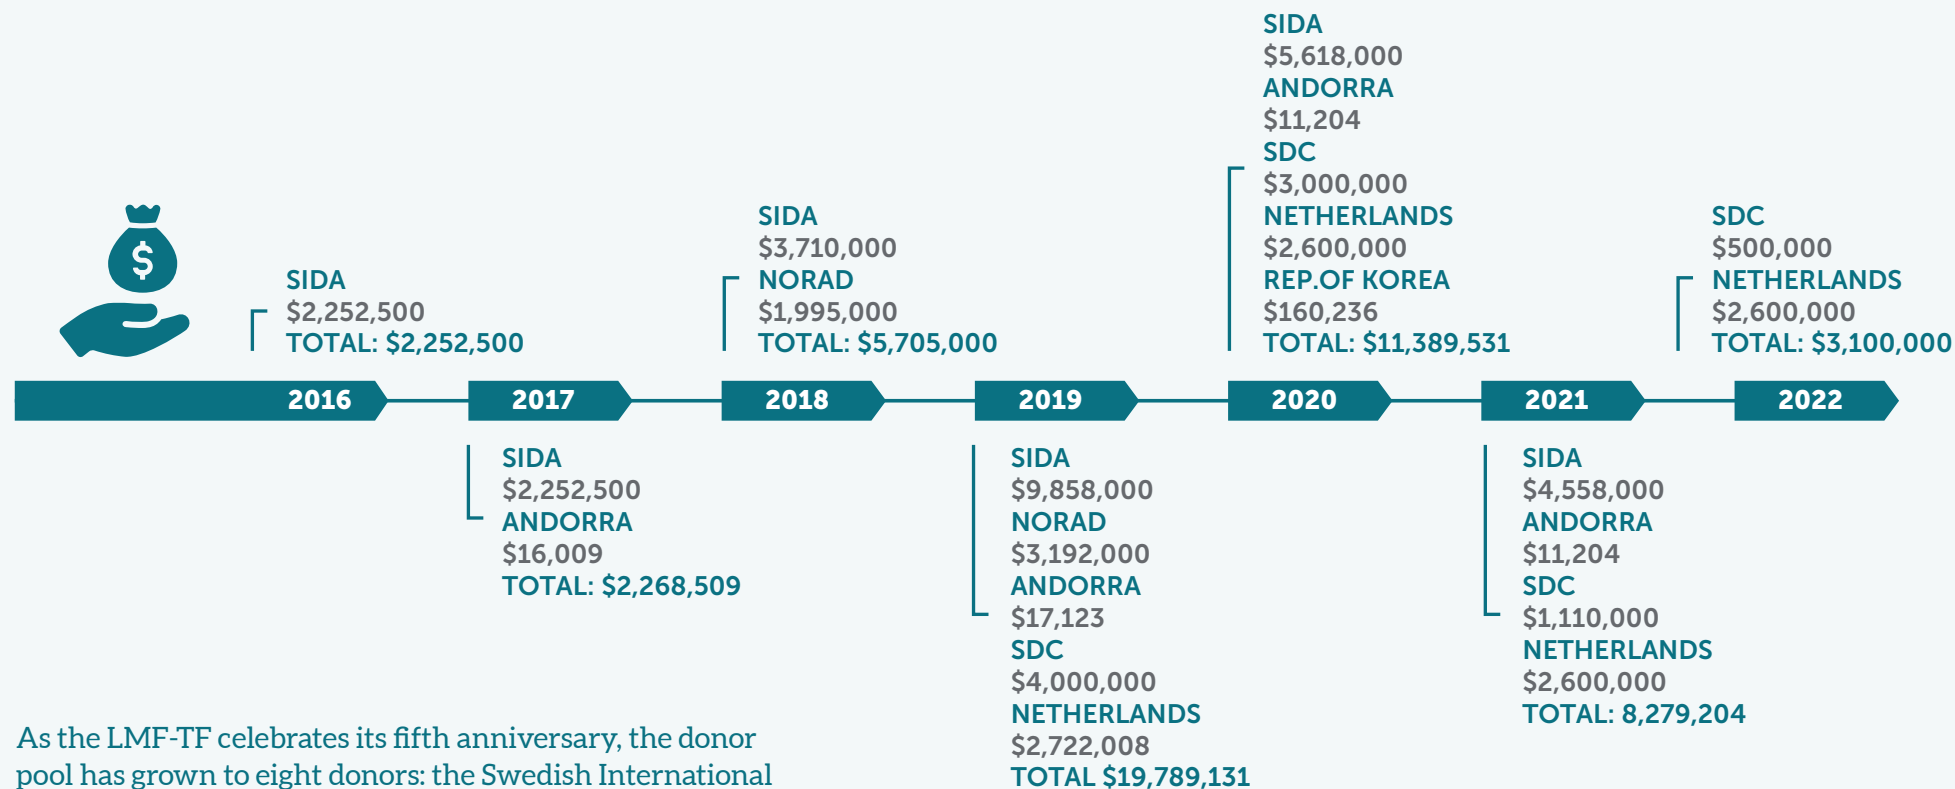 $
SIDA
$2,252,500
TOTAL: $2,252,500
2016
2017
SIDA
$2,252,500
ANDORRA
$16,009
TOTAL: $2,268,509
SIDA
$3,710,000
NORAD
$1,995,000
TOTAL: $5,705,000
2018
2019
SIDA
$9,858,000
NORAD
$3,192,000
ANDORRA
$17,123
SDC
$4,000,000
NETHERLANDS
$2,722,008
TOTAL $19,789,131
SIDA
$5,618,000
ANDORRA
$11,204
SDC
$3,000,000
NETHERLANDS
$2,600,000
REP.OF KOREA
$160,236
TOTAL: $11,389,531
2020
2021
SIDA
$4,558,000
ANDORRA
$11,204
SDC
$1,110,000
NETHERLANDS
$2,600,000
TOTAL: 8,279,204
SDC
$500,000
NETHERLANDS
$2,600,000
TOTAL: $3,100,000
2022
As the LMF-TF celebrates its fifth anniversary, the donor
pool has grown to eight donors: the Swedish International